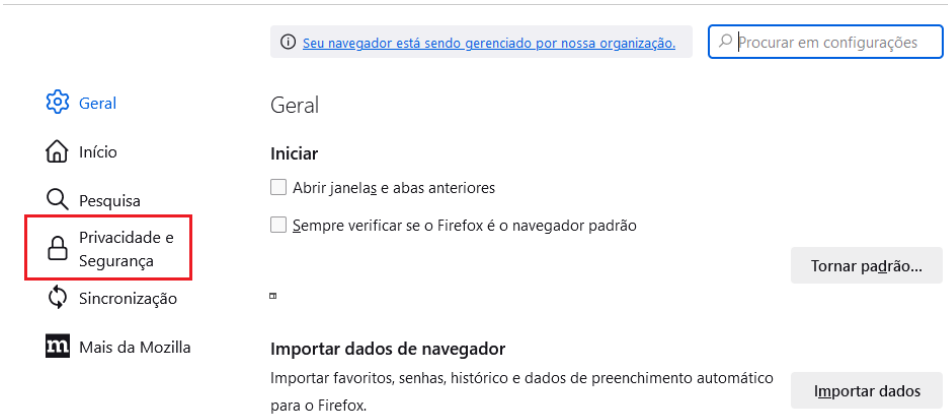 Seu navegador está sendo gerenciado por nossa organização.
Procurar em configurações
Geral
Início
Pesquisa
Privacidade e
Segurança
Sincronização
m Mais da Mozilla
Geral
Iniciar
Abrir janelas e abas anteriores
Sempre verificar se o Firefox é o navegador padrão
Tornar padrão...
Importar dados de navegador
Importar favoritos, senhas, histórico e dados de preenchimento automático
para o Firefox.
Importar dados